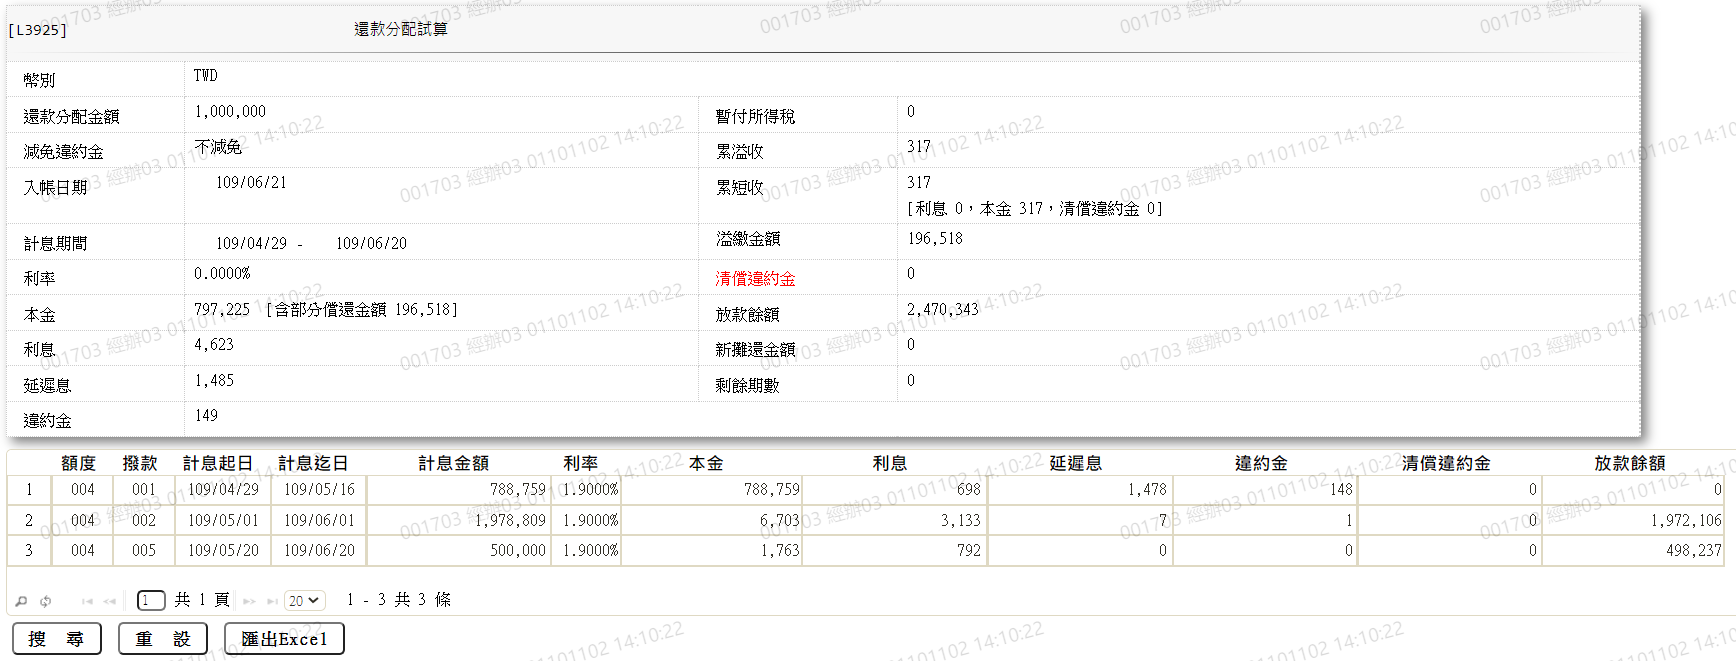 [L3925] 還款分配試算
幣別 TWD
還款分配金額 1,000,000 暫付所得稅 0
減免違約金 不減免 累溢收 317
入帳日期 109/06/21 累短收 317
[利息 0，本金 317，清償違約金 0]
計息期間 109/04/29 - 109/06/20 溢繳金額 196,518
利率 0.0000% 清償違約金 0
本金 797,225 [含部分償還金額 196,518] 放款餘額 2,470,343
利息 4,623 新攤還金額 0
延遲息 1,485 剩餘期數 0
違約金 149
額度 撥款 計息起日 計息迄日 計息金額 利率 本金 利息 延遲息 違約金 清償違約金 放款餘額
1 004 001 109/04/29 109/05/16 788,759 1.9000% 788,759 698 1,478 148 0 0
2 004 002 109/05/01 109/06/01 1,978,809 1.9000% 6,703 3,133 7 1 0 1,972,106
3 004 005 109/05/20 109/06/20 500,000 1.9000% 1,763 792 0 0 0 498,237
1 共 1 頁 20 1 - 3 共 3 條
搜 尋 重 設 匯出Excel
001703 經辦03 01101102 14:10:22